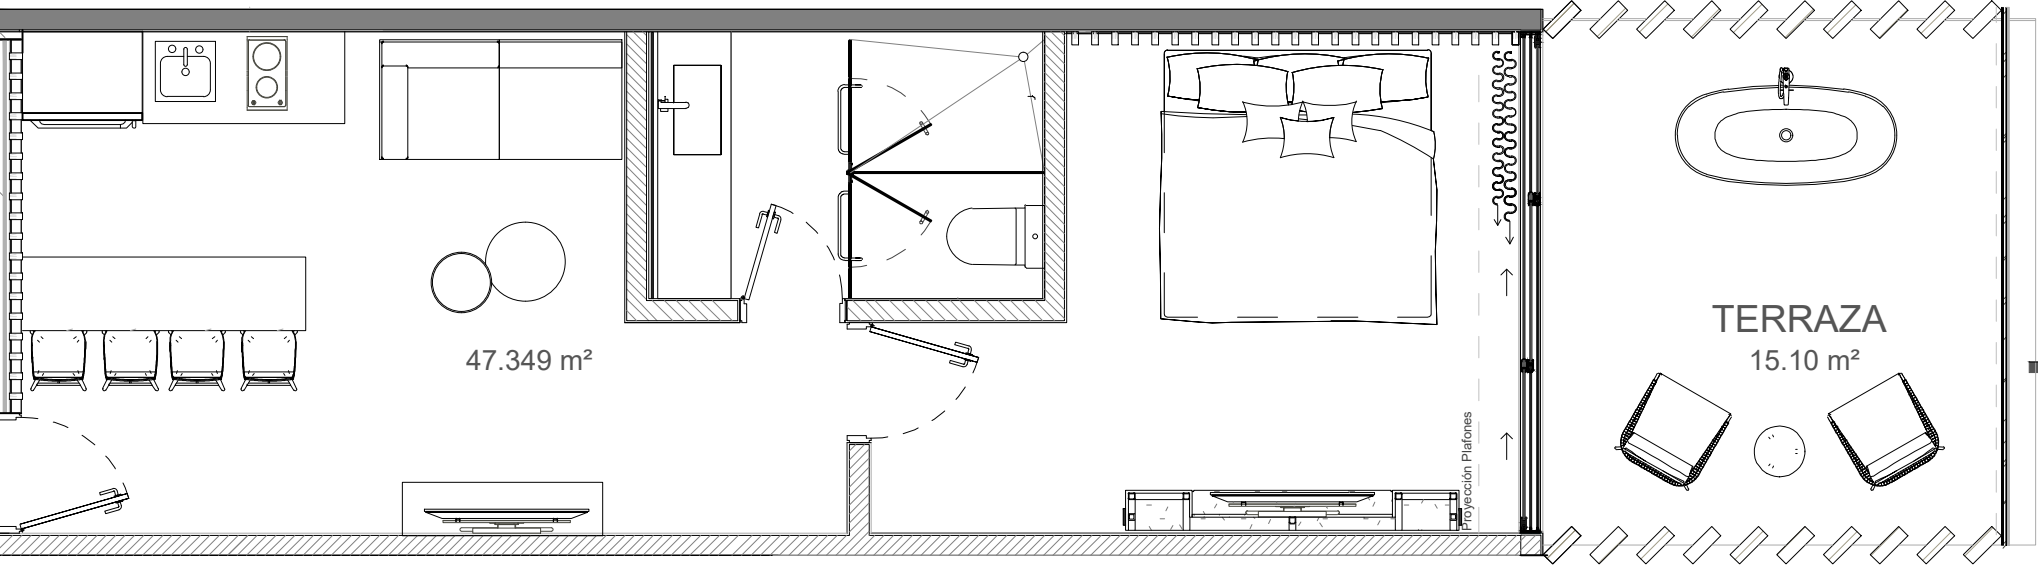 47.349 m²
TERRAZA
15.10 m²
Proyección Plafones